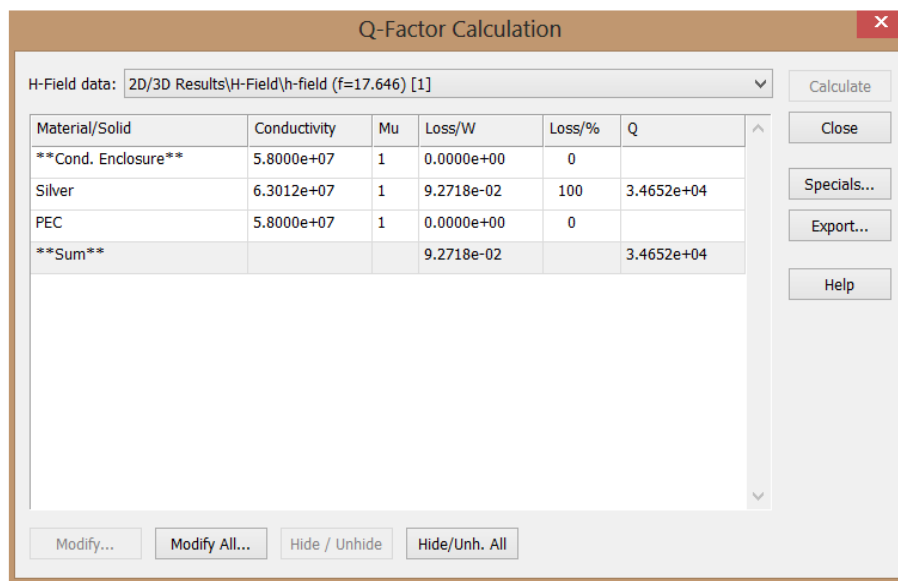 Q-Factor Calculation
x
H-Field data: 2D/3D Results\H-Field\h-field (f=17.646) [1]
Calculate
Material/Solid Conductivity Mu Loss/W Loss/% Q
Close
**Cond. Enclosure** 5.8000e+07 1 0.0000e+00 0
Silver 6.3012e+07 1 9.2718e-02 100 3.4652e+04
Specials...
PEC 5.8000e+07 1 0.0000e+00 0
Export...
**Sum** 9.2718e-02 3.4652e+04
Help
Modify... Modify All... Hide / Unhide Hide/Unh. All